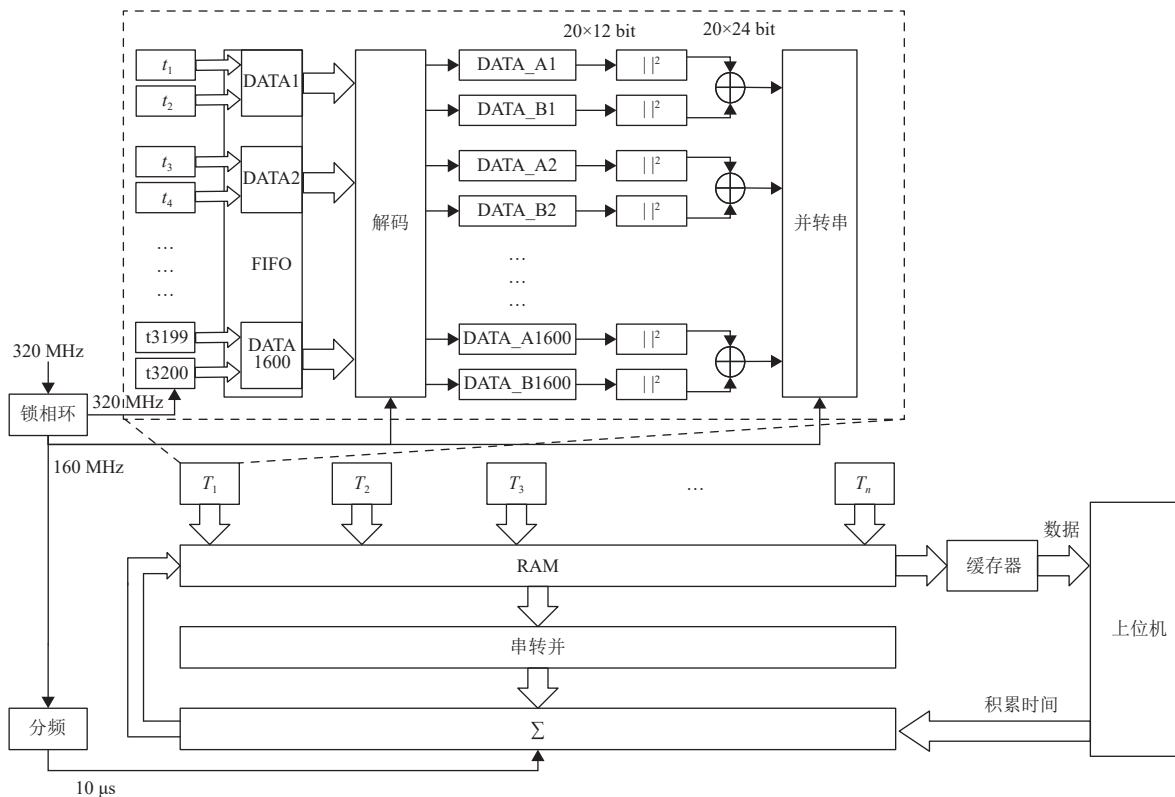 20×12 bit
20×24 bit
t₁
DATA1
DATA_A1
| |²
t₂
DATA_B1
| |²
t₃
DATA2
DATA_A2
| |²
t₄
DATA_B2
| |²
解码
并转串
…
…
…
FIFO
…
…
…
t3199
DATA
1600
DATA_A1600
| |²
t3200
DATA_B1600
| |²
320 MHz
锁相环
320 MHz
160 MHz
T₁
T₂
T₃
…
Tₙ
RAM
缓存器
数据
上位机
串转并
积累时间
分频
∑
10 μs